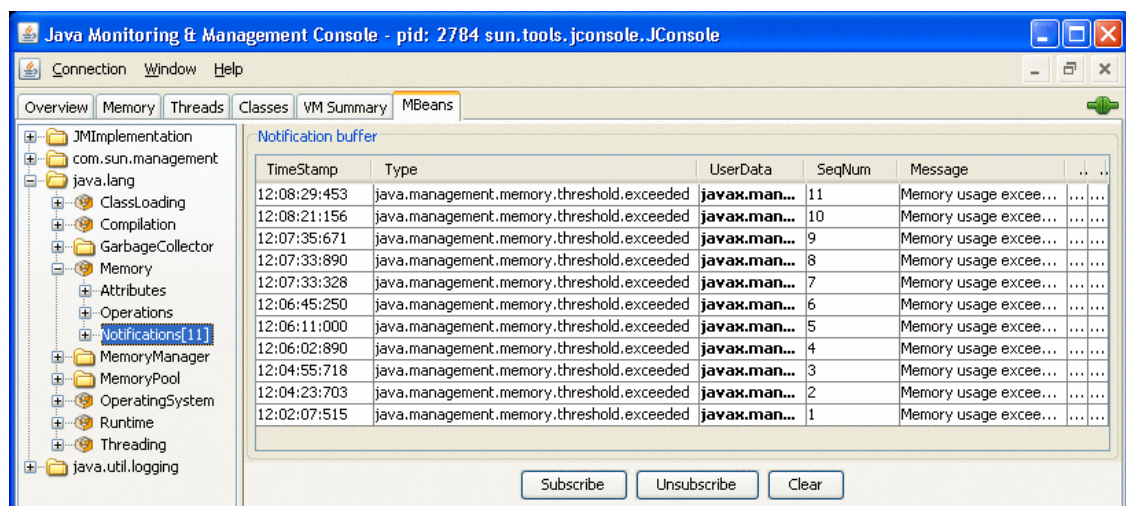 Java Monitoring & Management Console - pid: 2784 sun.tools.jconsole.JConsole
Connection Window Help
Overview Memory Threads Classes VM Summary MBeans
JMImplementation
com.sun.management
java.lang
ClassLoading
Compilation
GarbageCollector
Memory
Attributes
Operations
Notifications[11]
MemoryManager
MemoryPool
OperatingSystem
Runtime
Threading
java.util.logging
Notification buffer
TimeStamp Type UserData SeqNum Message .. ..
12:08:29:453 java.management.memory.threshold.exceeded javax.man... 11 Memory usage excee... ... ...
12:08:21:156 java.management.memory.threshold.exceeded javax.man... 10 Memory usage excee... ... ...
12:07:35:671 java.management.memory.threshold.exceeded javax.man... 9 Memory usage excee... ... ...
12:07:33:890 java.management.memory.threshold.exceeded javax.man... 8 Memory usage excee... ... ...
12:07:33:328 java.management.memory.threshold.exceeded javax.man... 7 Memory usage excee... ... ...
12:06:45:250 java.management.memory.threshold.exceeded javax.man... 6 Memory usage excee... ... ...
12:06:11:000 java.management.memory.threshold.exceeded javax.man... 5 Memory usage excee... ... ...
12:06:02:890 java.management.memory.threshold.exceeded javax.man... 4 Memory usage excee... ... ...
12:04:55:718 java.management.memory.threshold.exceeded javax.man... 3 Memory usage excee... ... ...
12:04:23:703 java.management.memory.threshold.exceeded javax.man... 2 Memory usage excee... ... ...
12:02:07:515 java.management.memory.threshold.exceeded javax.man... 1 Memory usage excee... ... ...
Subscribe Unsubscribe Clear